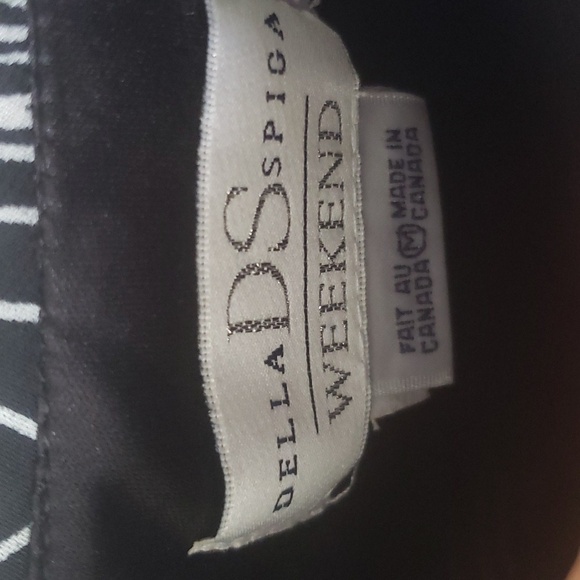 DELLA DS SPIGA
WEEKEND
FAIT AU M MADE IN
CANADA CANADA